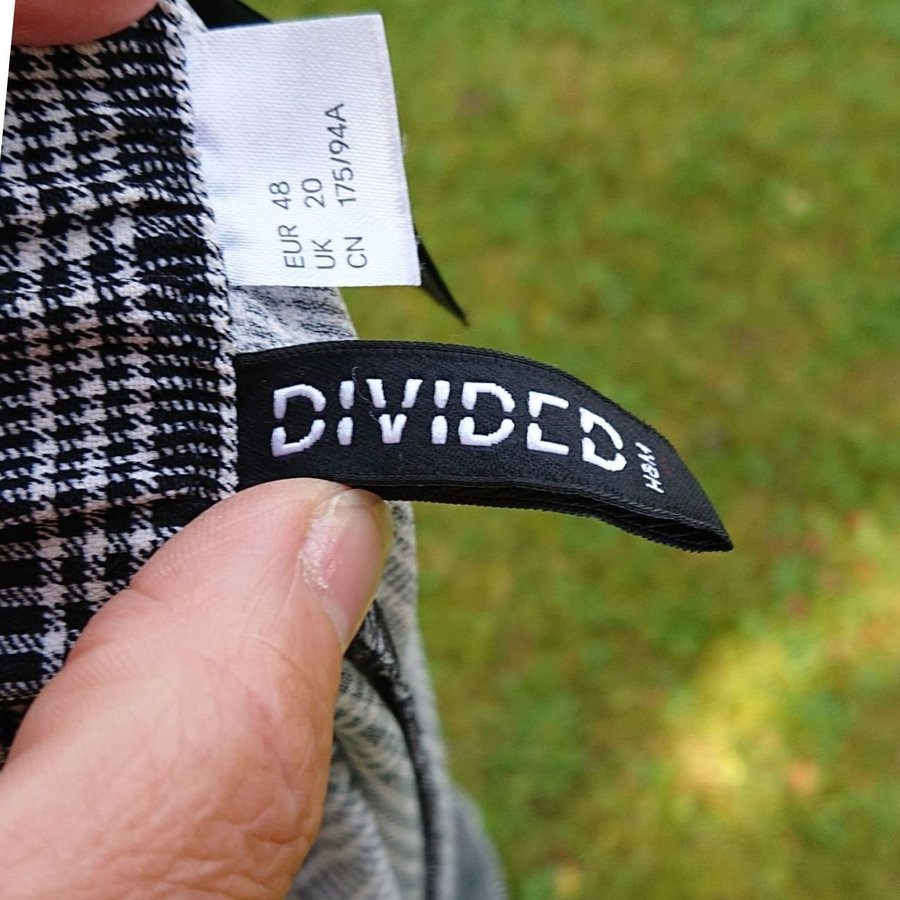 EUR 48
UK 20
CN 175/94A
DIVIDED
H&M